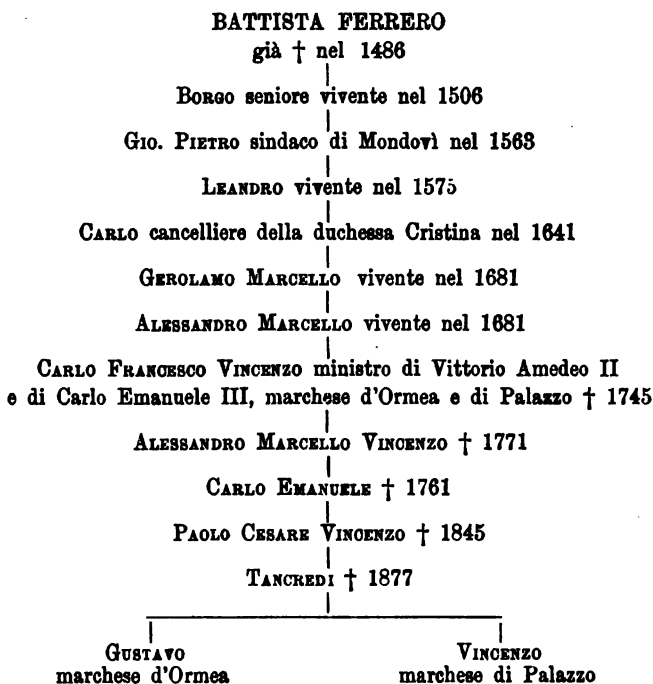 BATTISTA FERRERO
già † nel 1486
BORGO seniore vivente nel 1506
GIO. PIETRO sindaco di Mondovì nel 1563
LEANDRO vivente nel 1575
CARLO cancelliere della duchessa Cristina nel 1641
GEROLAMO MARCELLO vivente nel 1681
ALESSANDRO MARCELLO vivente nel 1681
CARLO FRANCESCO VINCENZO ministro di Vittorio Amedeo II
e di Carlo Emanuele III, marchese d'Ormea e di Palazzo † 1745
ALESSANDRO MARCELLO VINCENZO † 1771
CARLO EMANUELE † 1761
PAOLO CESARE VINCENZO † 1845
TANCREDI † 1877
GUSTAVO
marchese d'Ormea
VINCENZO
marchese di Palazzo